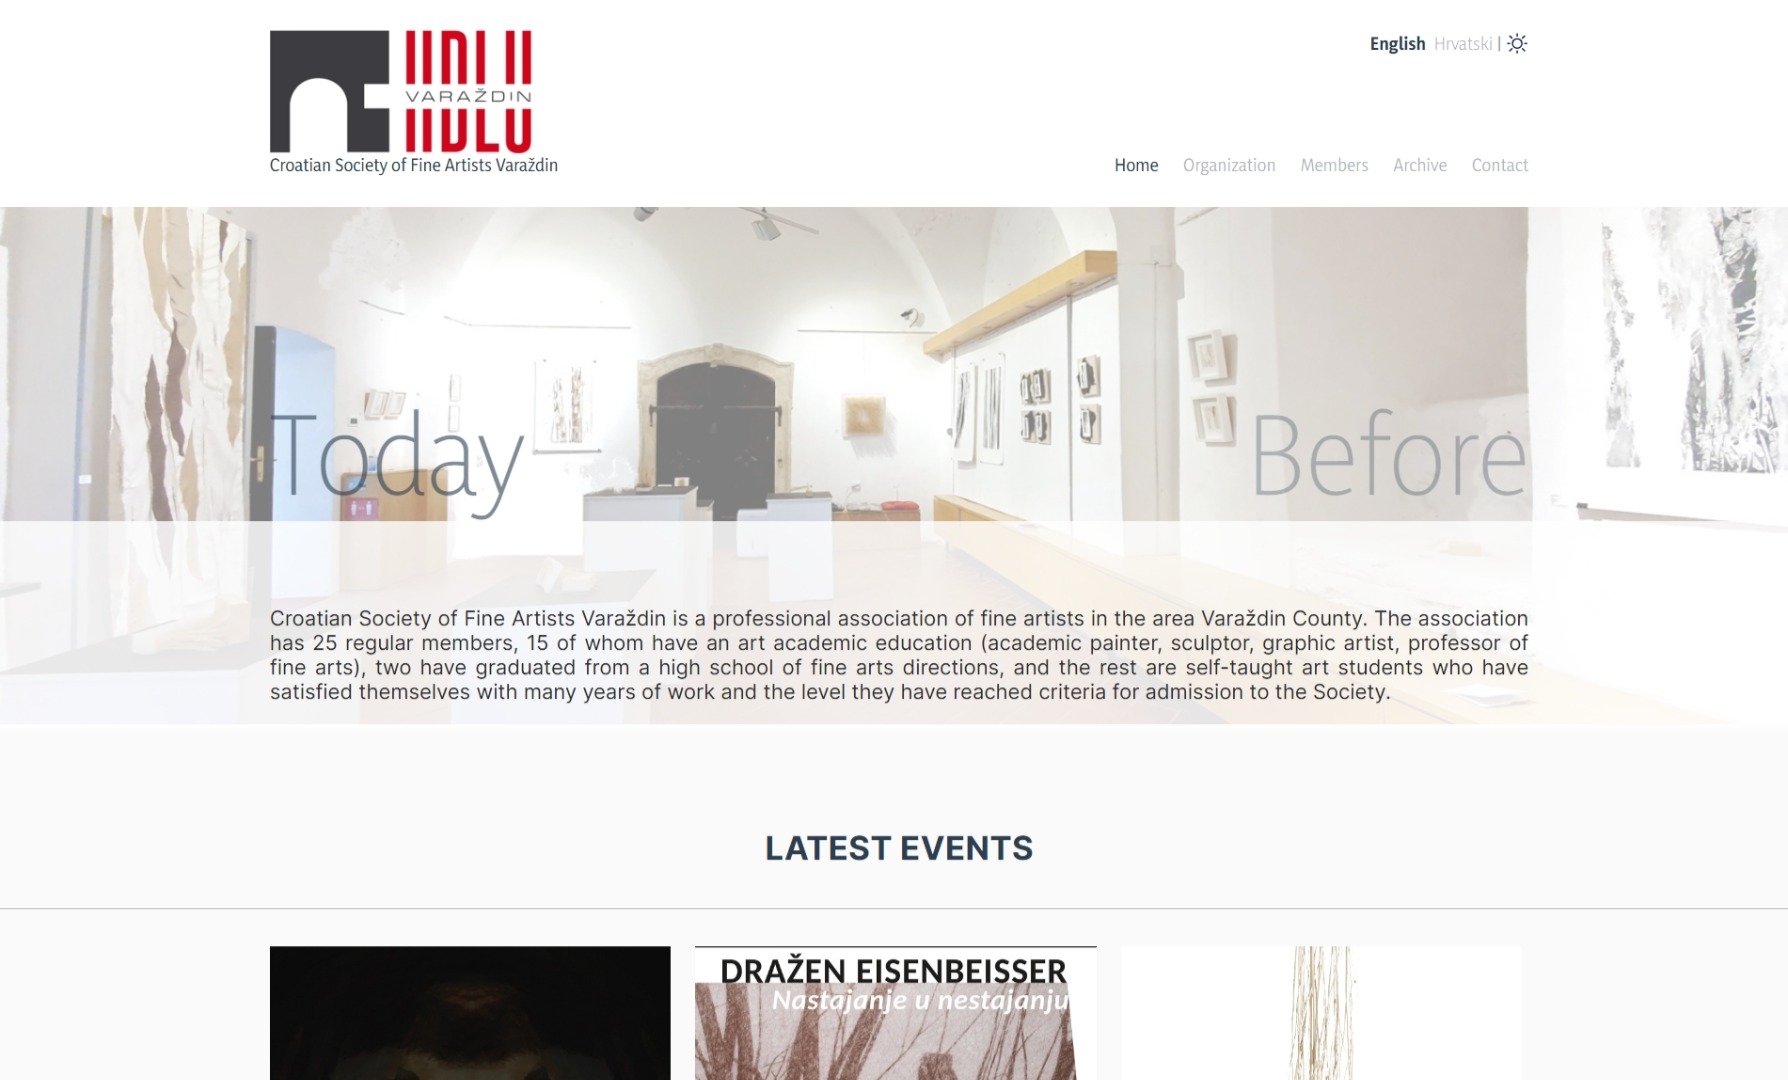 VARAŽDIN
Croatian Society of Fine Artists Varaždin
English Hrvatski |
Home Organization Members Archive Contact
Today
Before
Croatian Society of Fine Artists Varaždin is a professional association of fine artists in the area Varaždin County. The association
has 25 regular members, 15 of whom have an art academic education (academic painter, sculptor, graphic artist, professor of
fine arts), two have graduated from a high school of fine arts directions, and the rest are self-taught art students who have
satisfied themselves with many years of work and the level they have reached criteria for admission to the Society.
LATEST EVENTS
DRAŽEN EISENBEISSER
Nastajanje u nestajanju